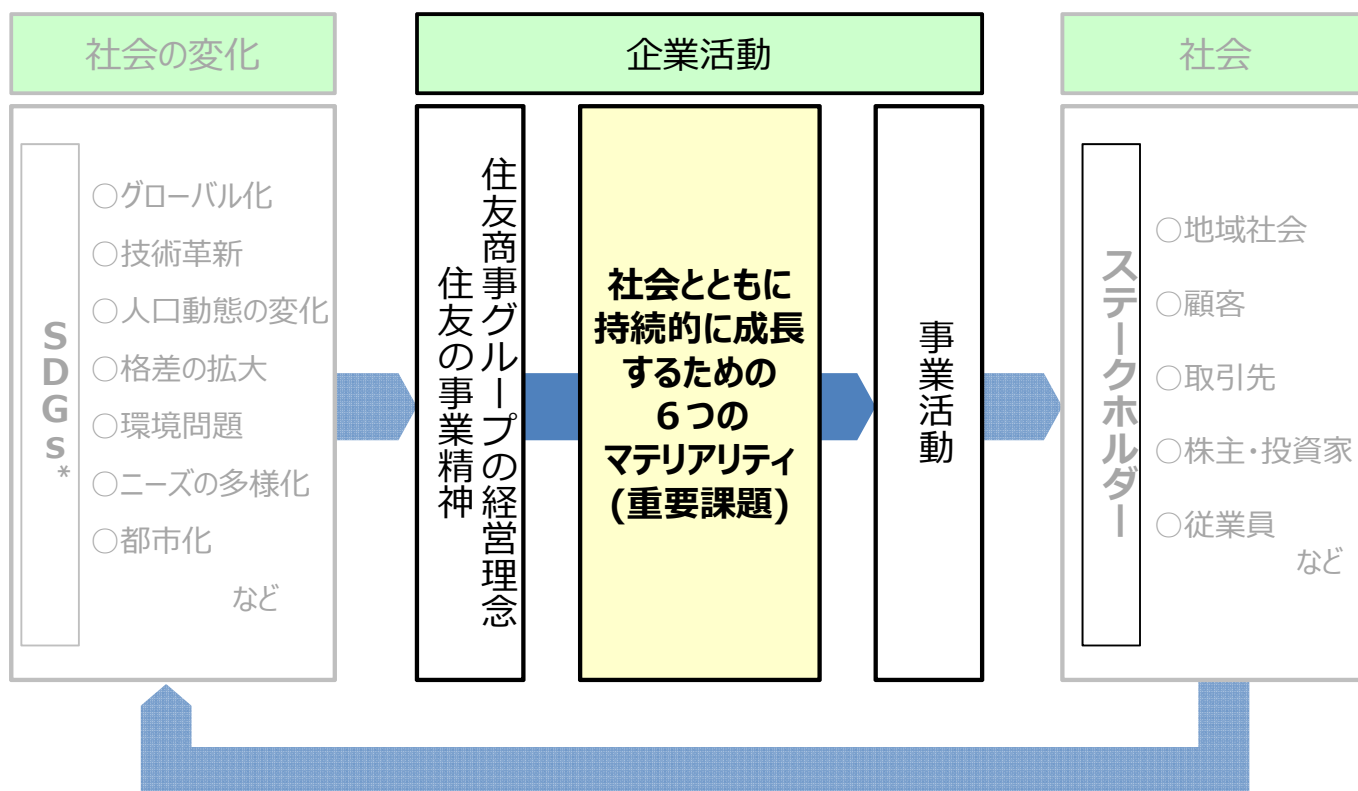 社会の変化
SDGs*
○グローバル化
○技術革新
○人口動態の変化
○格差の拡大
○環境問題
○ニーズの多様化
○都市化
など
企業活動
住友商事グループの経営理念
住友の事業精神
社会とともに
持続的に成長
するための
６つの
マテリアリティ
(重要課題)
事業活動
社会
ステークホルダー
○地域社会
○顧客
○取引先
○株主・投資家
○従業員
など